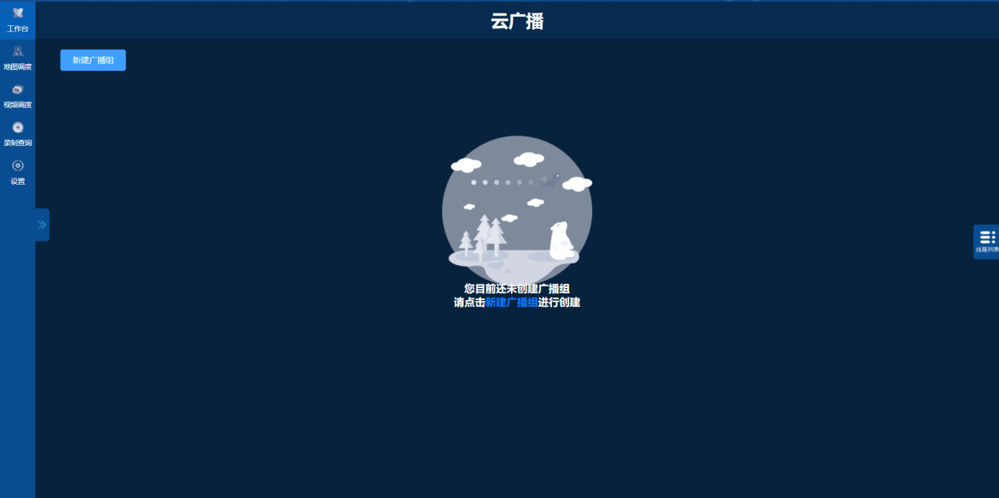 云广播
工作台
地图调度
视频调度
录制查询
设置
新建广播组
您目前还未创建广播组
请点击新建广播组进行创建
线路列表